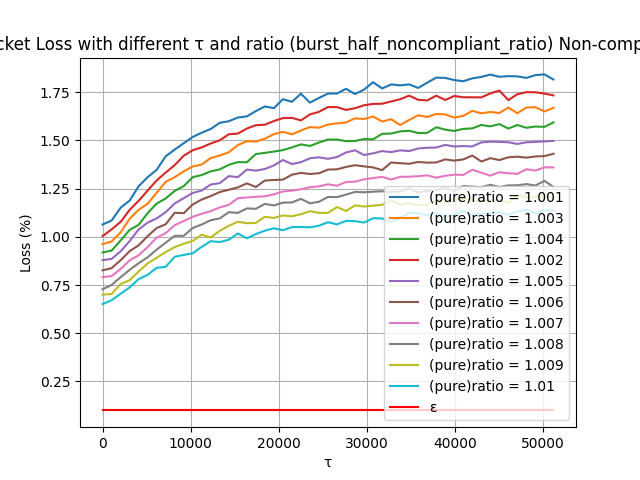 cket Loss with different τ and ratio (burst_half_noncompliant_ratio) Non-comp
Loss (%)
1.75
1.50
1.25
1.00
0.75
0.50
0.25
(pure)ratio = 1.001
(pure)ratio = 1.003
(pure)ratio = 1.004
(pure)ratio = 1.002
(pure)ratio = 1.005
(pure)ratio = 1.006
(pure)ratio = 1.007
(pure)ratio = 1.008
(pure)ratio = 1.009
(pure)ratio = 1.01
ε
0 10000 20000 30000 40000 50000
τ